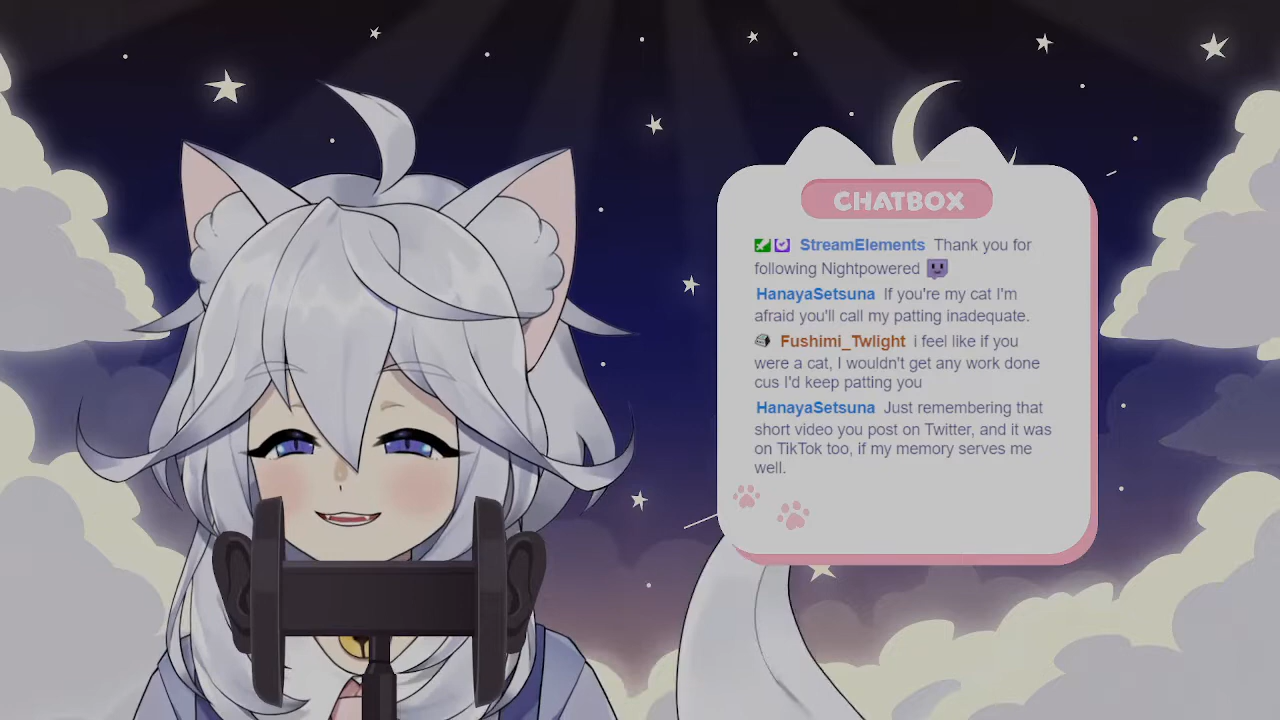 CHATBOX
StreamElements Thank you for
following Nightpowered
HanayaSetsuna If you're my cat I'm
afraid you'll call my patting inadequate.
Fushimi_Twlight i feel like if you
were a cat, I wouldn't get any work done
cus I'd keep patting you
HanayaSetsuna Just remembering that
short video you post on Twitter, and it was
on TikTok too, if my memory serves me
well.